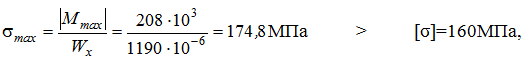 σmax = |Mmax| / Wx = 208 · 10³ / 1190 · 10⁻⁶ = 174,8 МПа > [σ]=160МПа,